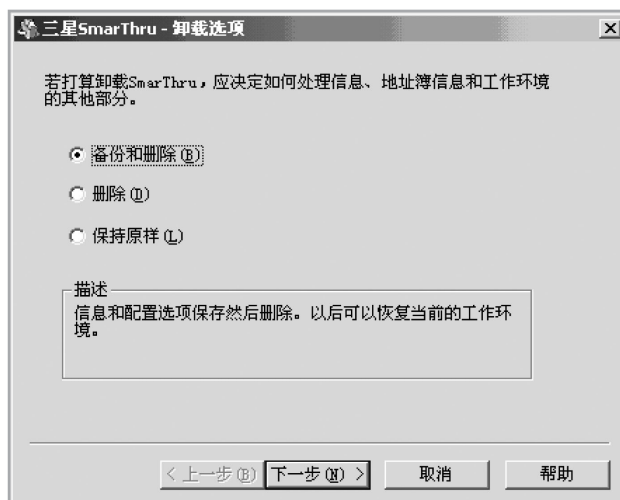 三星SmarThru - 卸载选项
若打算卸载SmarThru，应决定如何处理信息、地址簿信息和工作环境
的其他部分。
备份和删除(B)
删除(D)
保持原样(L)
描述
信息和配置选项保存然后删除。以后可以恢复当前的工作环
境。
< 上一步(B) 下一步(N) > 取消 帮助